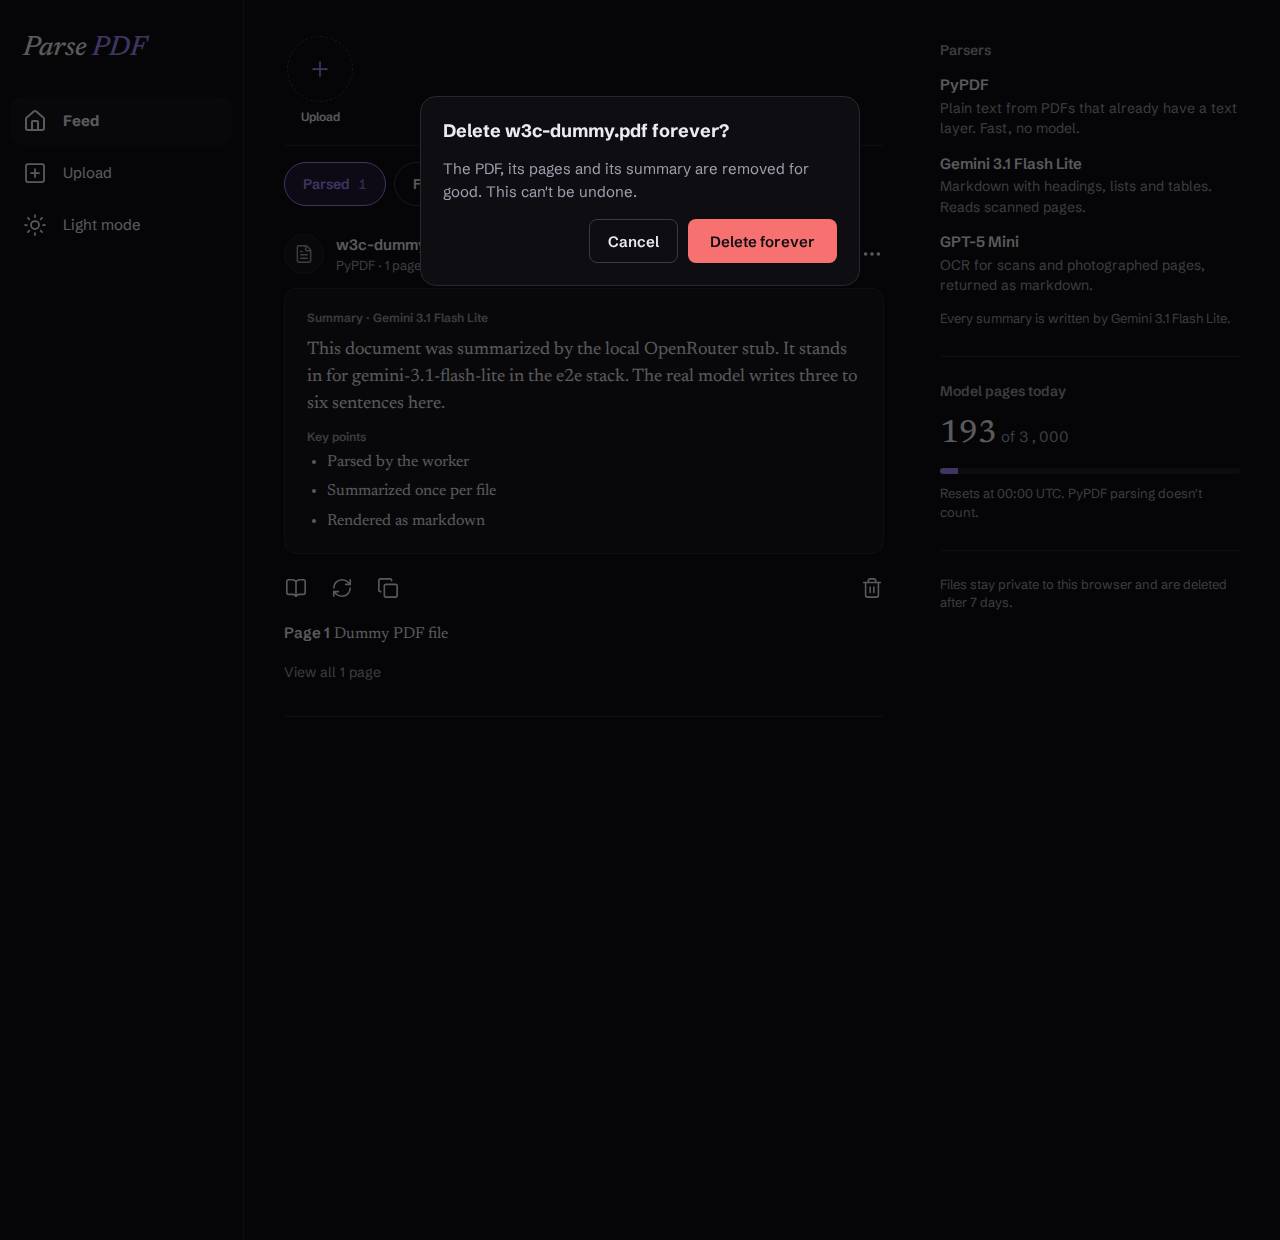 Parse PDF
Feed
Upload
Light mode
Upload
Parsed 1
F
w3c-dummy
PyPDF · 1 page
Delete w3c-dummy.pdf forever?
The PDF, its pages and its summary are removed for
good. This can't be undone.
Cancel
Delete forever
Summary · Gemini 3.1 Flash Lite
This document was summarized by the local OpenRouter stub. It stands
in for gemini-3.1-flash-lite in the e2e stack. The real model writes three to
six sentences here.
Key points
• Parsed by the worker
• Summarized once per file
• Rendered as markdown
Page 1 Dummy PDF file
View all 1 page
Parsers
PyPDF
Plain text from PDFs that already have a text
layer. Fast, no model.
Gemini 3.1 Flash Lite
Markdown with headings, lists and tables.
Reads scanned pages.
GPT-5 Mini
OCR for scans and photographed pages,
returned as markdown.
Every summary is written by Gemini 3.1 Flash Lite.
Model pages today
193 of 3,000
Resets at 00:00 UTC. PyPDF parsing doesn't
count.
Files stay private to this browser and are deleted
after 7 days.